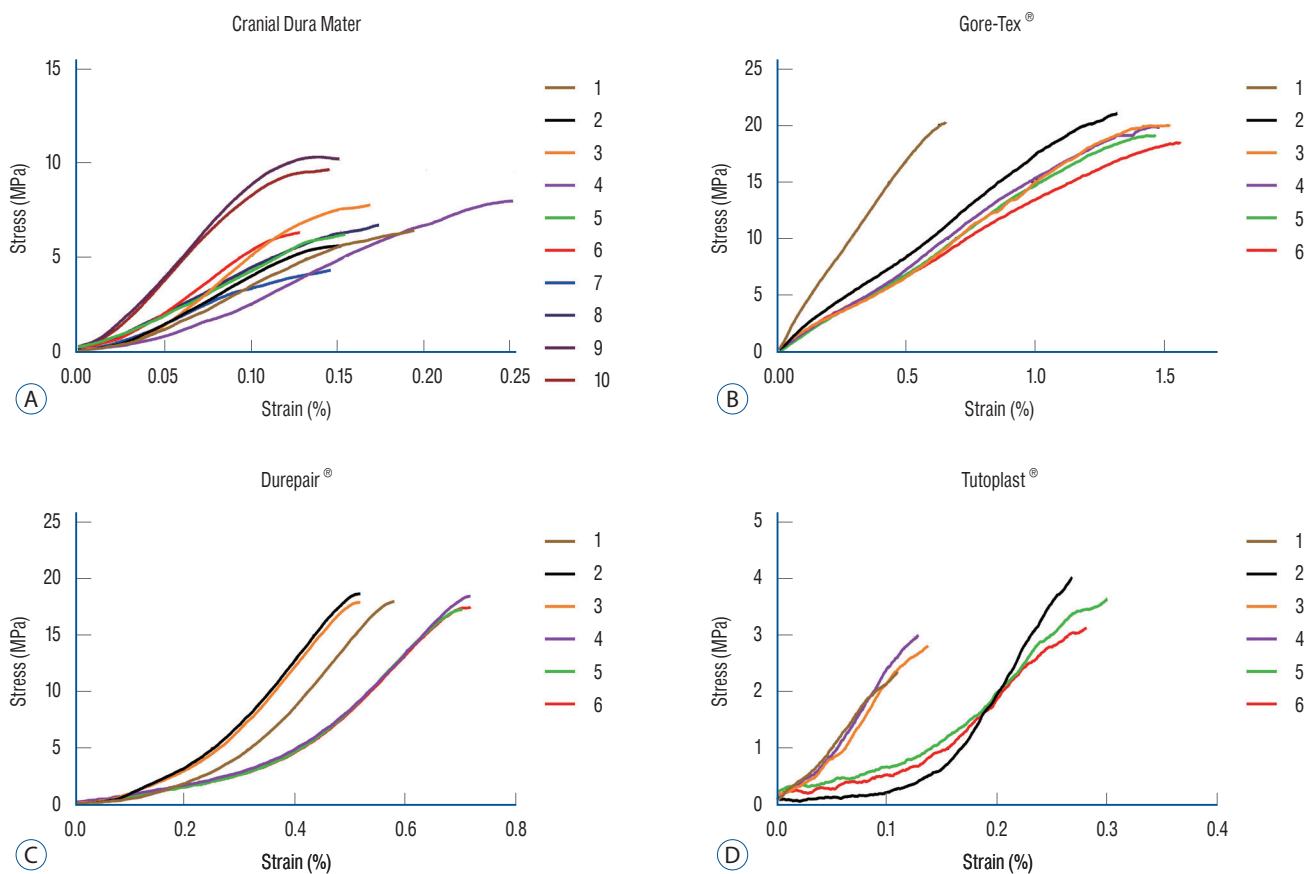 Cranial Dura Mater
15
10
5
0
Stress (MPa)
0.00 0.05 0.10 0.15 0.20 0.25
Strain (%)
1
2
3
4
5
6
7
8
9
10
A
Gore-Tex ®
25
20
15
10
5
0
Stress (MPa)
0.00 0.5 1.0 1.5
Strain (%)
1
2
3
4
5
6
B
Durepair ®
25
20
15
10
5
0
Stress (MPa)
0.0 0.2 0.4 0.6 0.8
Strain (%)
1
2
3
4
5
6
C
Tutoplast ®
5
4
3
2
1
0
Stress (MPa)
0.0 0.1 0.2 0.3 0.4
Strain (%)
1
2
3
4
5
6
D